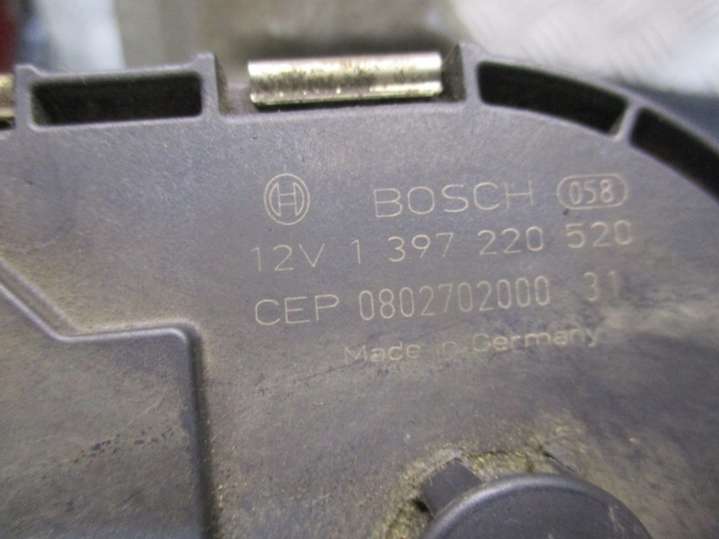 BOSCH 058
12V 1 397 220 520
CEP 0802702000 31
Made in Germany